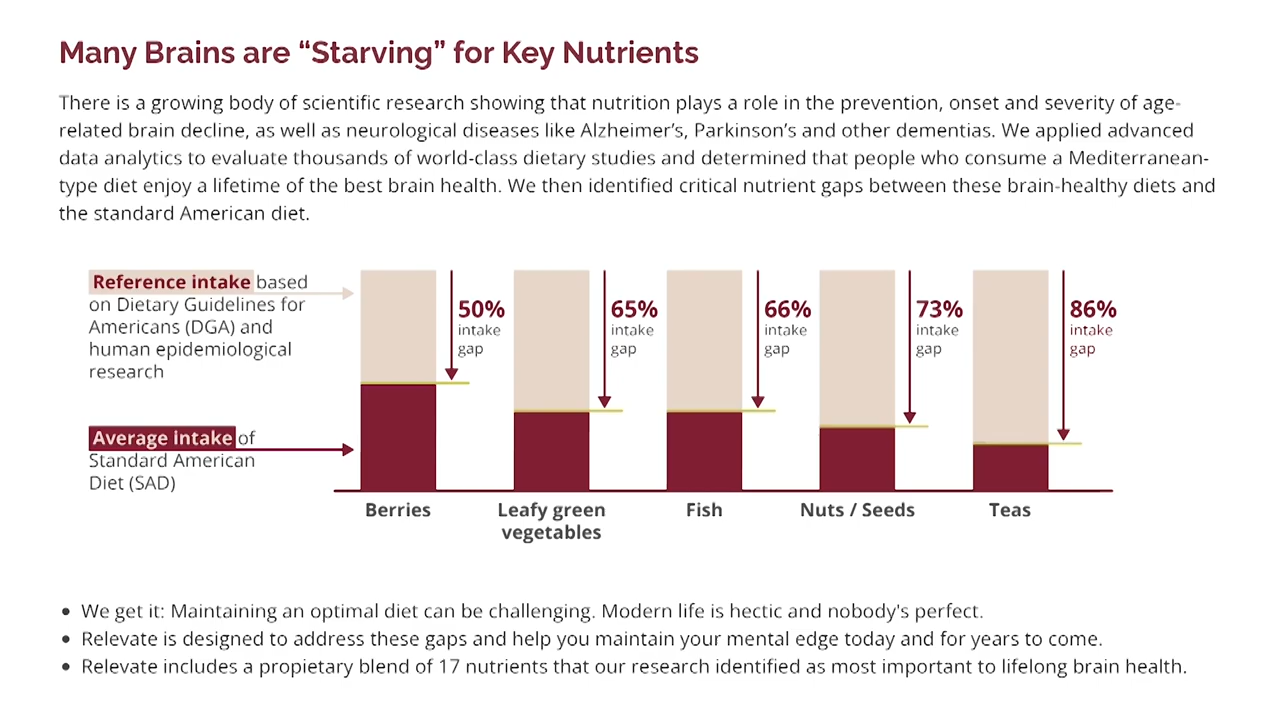 Many Brains are “Starving” for Key Nutrients
There is a growing body of scientific research showing that nutrition plays a role in the prevention, onset and severity of age-
related brain decline, as well as neurological diseases like Alzheimer’s, Parkinson’s and other dementias. We applied advanced
data analytics to evaluate thousands of world-class dietary studies and determined that people who consume a Mediterranean-
type diet enjoy a lifetime of the best brain health. We then identified critical nutrient gaps between these brain-healthy diets and
the standard American diet.
Reference intake based
on Dietary Guidelines for
Americans (DGA) and
human epidemiological
research
Average intake of
Standard American
Diet (SAD)
50%
intake
gap
65%
intake
gap
66%
intake
gap
73%
intake
gap
86%
intake
gap
Berries
Leafy green
vegetables
Fish
Nuts / Seeds
Teas
• We get it: Maintaining an optimal diet can be challenging. Modern life is hectic and nobody's perfect.
• Relevate is designed to address these gaps and help you maintain your mental edge today and for years to come.
• Relevate includes a propietary blend of 17 nutrients that our research identified as most important to lifelong brain health.